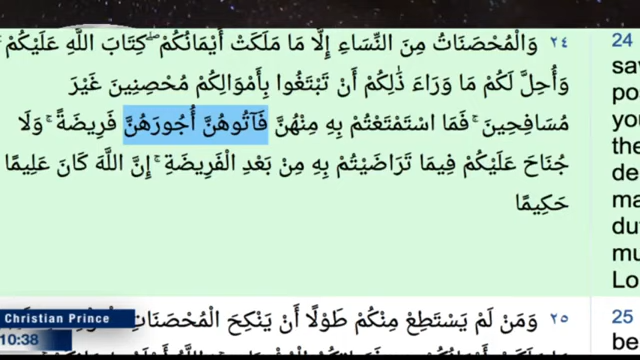 ٢٤ وَالْمُحْصَنَاتُ مِنَ النِّسَاءِ إِلَّا مَا مَلَكَتْ أَيْمَانُكُمْ ۖ كِتَابَ اللَّهِ عَلَيْكُمْ ۚ
وَأُحِلَّ لَكُمْ مَا وَرَاءَ ذَٰلِكُمْ أَنْ تَبْتَغُوا بِأَمْوَالِكُمْ مُحْصِنِينَ غَيْرَ
مُسَافِحِينَ ۚ فَمَا اسْتَمْتَعْتُمْ بِهِ مِنْهُنَّ فَآتُوهُنَّ أُجُورَهُنَّ فَرِيضَةً ۚ وَلَا
جُنَاحَ عَلَيْكُمْ فِيمَا تَرَاضَيْتُمْ بِهِ مِنْ بَعْدِ الْفَرِيضَةِ ۚ إِنَّ اللَّهَ كَانَ عَلِيمًا
حَكِيمًا
٢٥ وَمَنْ لَمْ يَسْتَطِعْ مِنْكُمْ طَوْلًا أَنْ يَنْكِحَ الْمُحْصَنَاتِ
24
sa
po
yo
the
de
ma
du
mu
Lo
25
be
Christian Prince
10:38